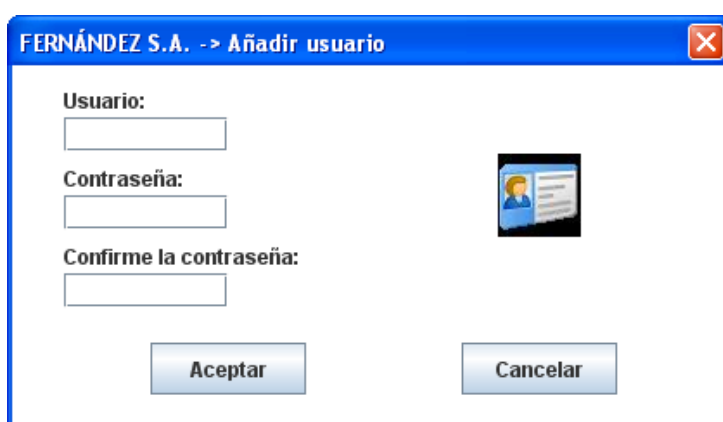 FERNÁNDEZ S.A. -> Añadir usuario
Usuario:
Contraseña:
Confirme la contraseña:
Aceptar
Cancelar